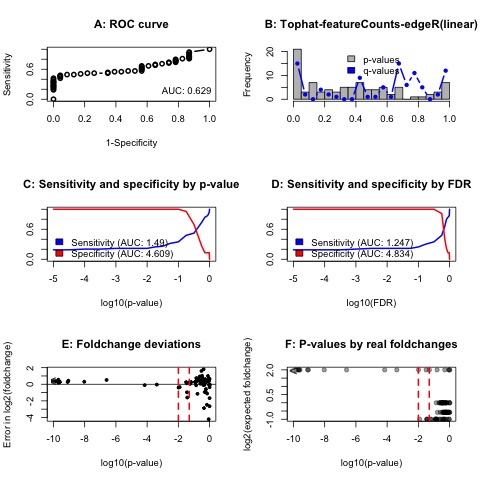 A: ROC curve
Sensitivity
0.0 0.6
AUC: 0.629
0.0 0.2 0.4 0.6 0.8 1.0
1-Specificity
B: Tophat-featureCounts-edgeR(linear)
Frequency
0 10 20
p-values
q-values
0.0 0.2 0.4 0.6 0.8 1.0
C: Sensitivity and specificity by p-value
0.0 0.6
Sensitivity (AUC: 1.49)
Specificity (AUC: 4.609)
-5 -4 -3 -2 -1 0
log10(p-value)
D: Sensitivity and specificity by FDR
0.0 0.6
Sensitivity (AUC: 1.247)
Specificity (AUC: 4.834)
-5 -4 -3 -2 -1 0
log10(FDR)
E: Foldchange deviations
Error in log2(foldchange)
-4 -2 0 2
-10 -8 -6 -4 -2 0
log10(p-value)
F: P-values by real foldchanges
log2(expected foldchange)
-1.0 0.5 2.0
-10 -8 -6 -4 -2 0
log10(p-value)